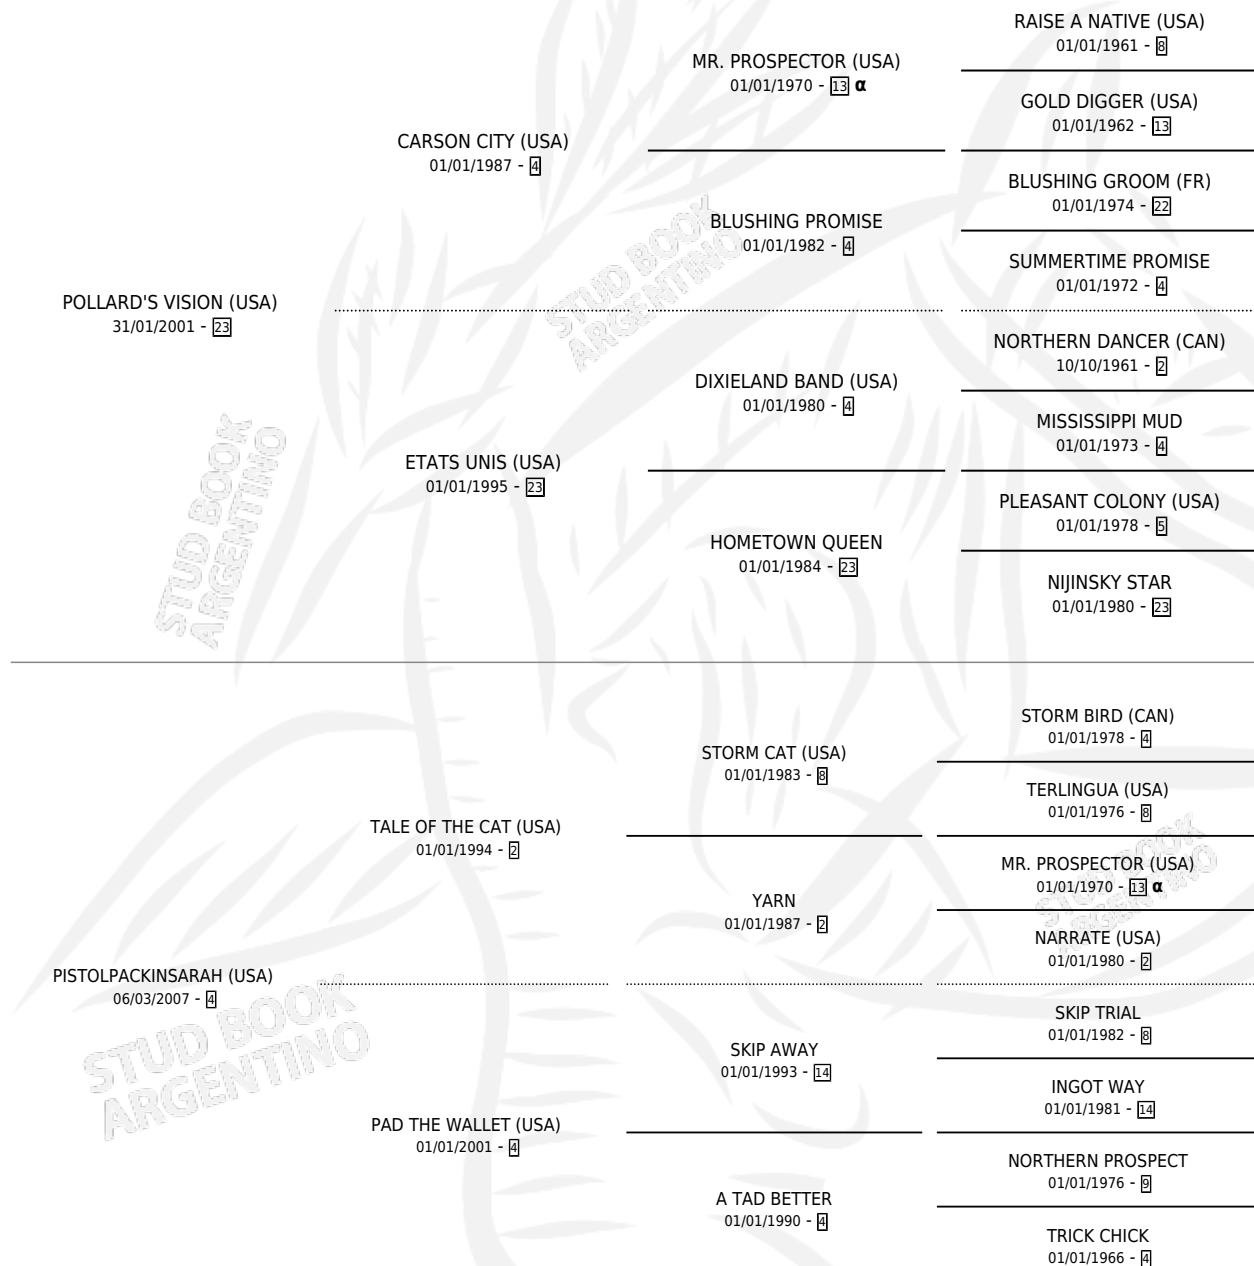 RAISE A NATIVE (USA)
01/01/1961 - 8
MR. PROSPECTOR (USA)
01/01/1970 - 13 α
GOLD DIGGER (USA)
01/01/1962 - 13
CARSON CITY (USA)
01/01/1987 - 4
BLUSHING GROOM (FR)
01/01/1974 - 22
BLUSHING PROMISE
01/01/1982 - 4
SUMMERTIME PROMISE
01/01/1972 - 4
POLLARD'S VISION (USA)
31/01/2001 - 23
NORTHERN DANCER (CAN)
10/10/1961 - 2
DIXIELAND BAND (USA)
01/01/1980 - 4
MISSISSIPPI MUD
01/01/1973 - 4
ETATS UNIS (USA)
01/01/1995 - 23
PLEASANT COLONY (USA)
01/01/1978 - 5
HOMETOWN QUEEN
01/01/1984 - 23
NIJINSKY STAR
01/01/1980 - 23
STORM BIRD (CAN)
01/01/1978 - 4
STORM CAT (USA)
01/01/1983 - 8
TERLINGUA (USA)
01/01/1976 - 8
TALE OF THE CAT (USA)
01/01/1994 - 2
MR. PROSPECTOR (USA)
01/01/1970 - 13 α
YARN
01/01/1987 - 2
NARRATE (USA)
01/01/1980 - 2
PISTOLPACKINSARAH (USA)
06/03/2007 - 4
SKIP TRIAL
01/01/1982 - 8
SKIP AWAY
01/01/1993 - 14
INGOT WAY
01/01/1981 - 14
PAD THE WALLET (USA)
01/01/2001 - 4
NORTHERN PROSPECT
01/01/1976 - 9
A TAD BETTER
01/01/1990 - 4
TRICK CHICK
01/01/1966 - 4
STUD BOOK
ARGENTINO
STUD BOOK
ARGENTINO
STUD BOOK
ARGENTINO
STUD BOOK
ARGENTINO